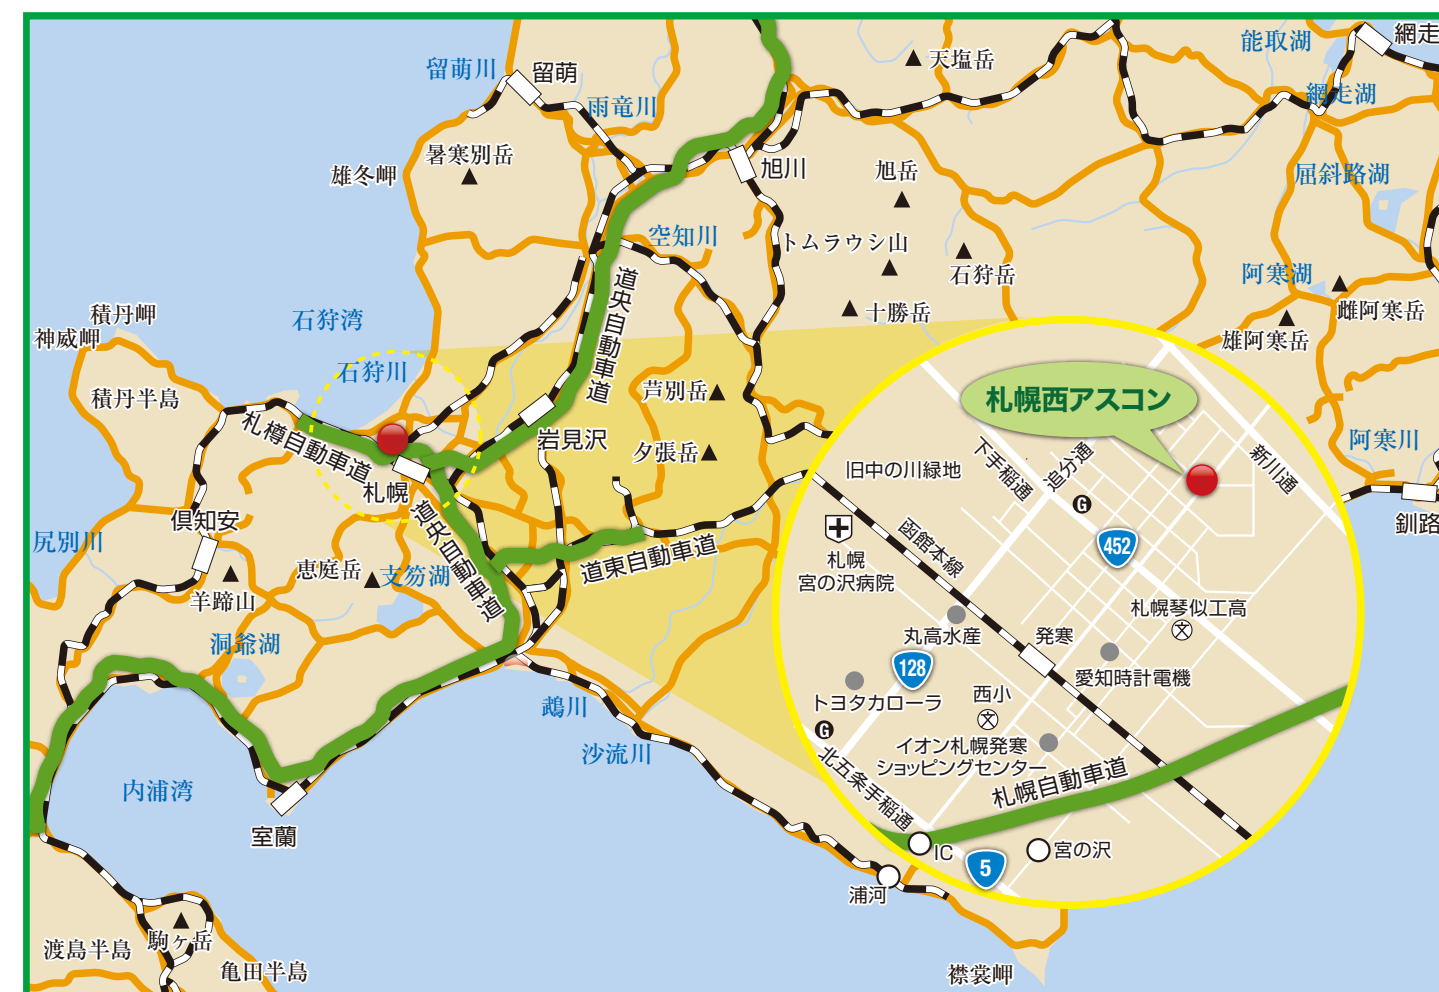 留萌川
留萌
雨竜川
暑寒別岳
雄冬岬
天塩岳
能取湖
網走
網走湖
旭川
旭岳
屈斜路湖
空知川
トムラウシ山
石狩岳
阿寒湖
雌阿寒岳
十勝岳
雄阿寒岳
道央自動車道
積丹岬
神威岬
石狩湾
石狩川
積丹半島
札樽自動車道
札幌
芦別岳
岩見沢
夕張岳
阿寒川
釧路
倶知安
尻別川
恵庭岳
支笏湖
羊蹄山
洞爺湖
道央自動車道
道東自動車道
鵡川
沙流川
内浦湾
室蘭
浦河
渡島半島
駒ヶ岳
亀田半島
襟裳岬
札幌西アスコン
下手稲通
追分通
新川通
旧中の川緑地
G
452
函館本線
札幌
宮の沢病院
札幌琴似工高
文
丸高水産
発寒
128
愛知時計電機
トヨタカローラ
西小
文
G
イオン札幌発寒
ショッピングセンター
北五条手稲通
札幌自動車道
IC
5
宮の沢